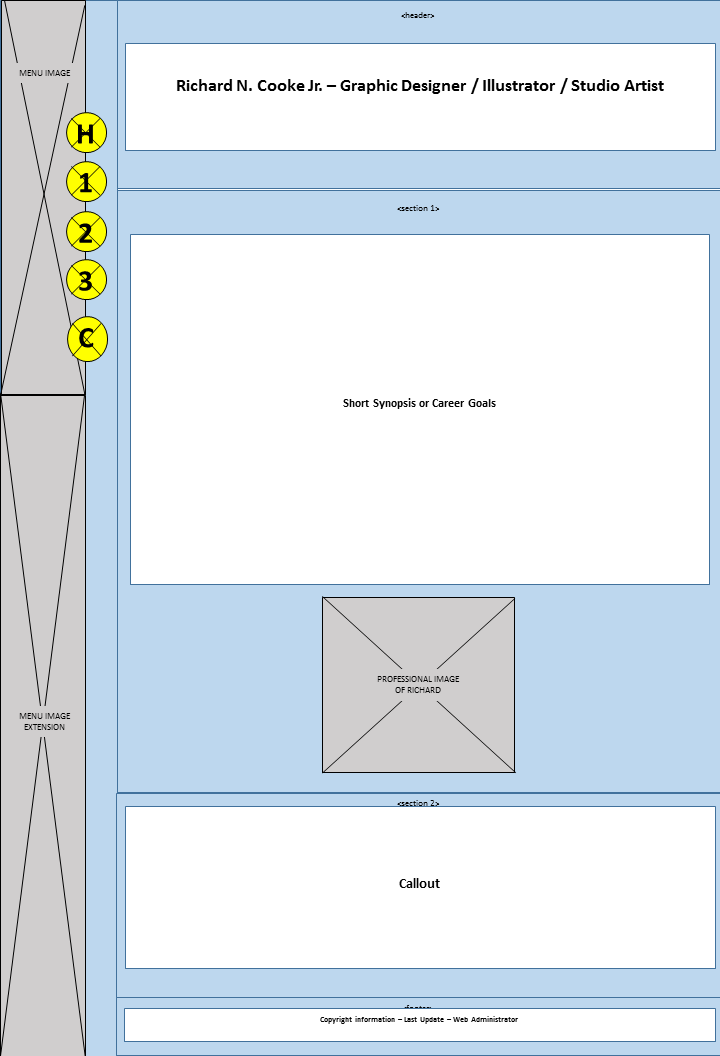 <header>
MENU IMAGE
Richard N. Cooke Jr. – Graphic Designer / Illustrator / Studio Artist
H
1
2
3
C
<section 1>
Short Synopsis or Career Goals
PROFESSIONAL IMAGE
OF RICHARD
MENU IMAGE
EXTENSION
<section 2>
Callout
Copyright information – Last Update – Web Administrator